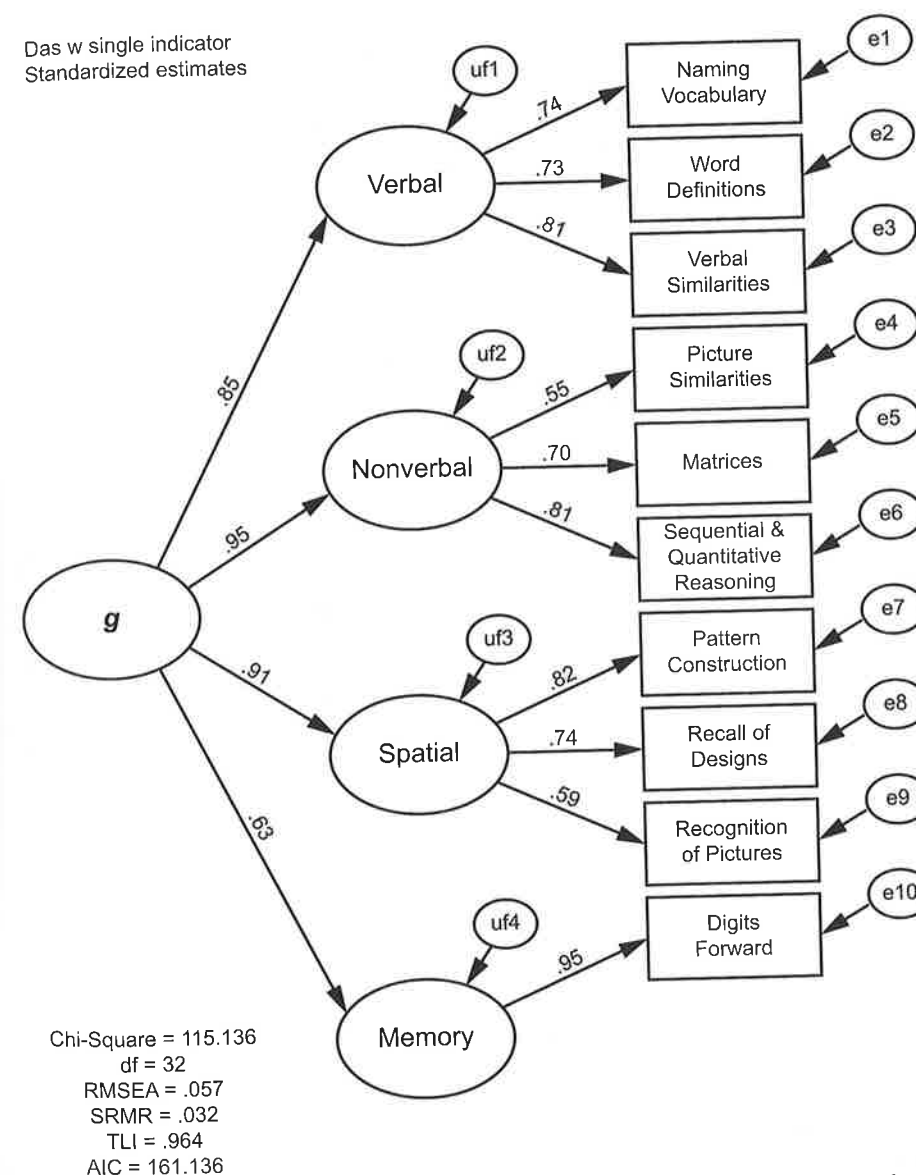 Das w single indicator
Standardized estimates
uf1
Verbal
.74
.73
.81
Naming
Vocabulary
e1
Word
Definitions
e2
Verbal
Similarities
e3
.85
uf2
Nonverbal
.55
.70
.81
Picture
Similarities
e4
Matrices
e5
Sequential &
Quantitative
Reasoning
e6
.95
g
.91
uf3
Spatial
.82
.74
.59
Pattern
Construction
e7
Recall of
Designs
e8
Recognition
of Pictures
e9
.63
uf4
Memory
.95
Digits
Forward
e10
Chi-Square = 115.136
df = 32
RMSEA = .057
SRMR = .032
TLI = .964
AIC = 161.136